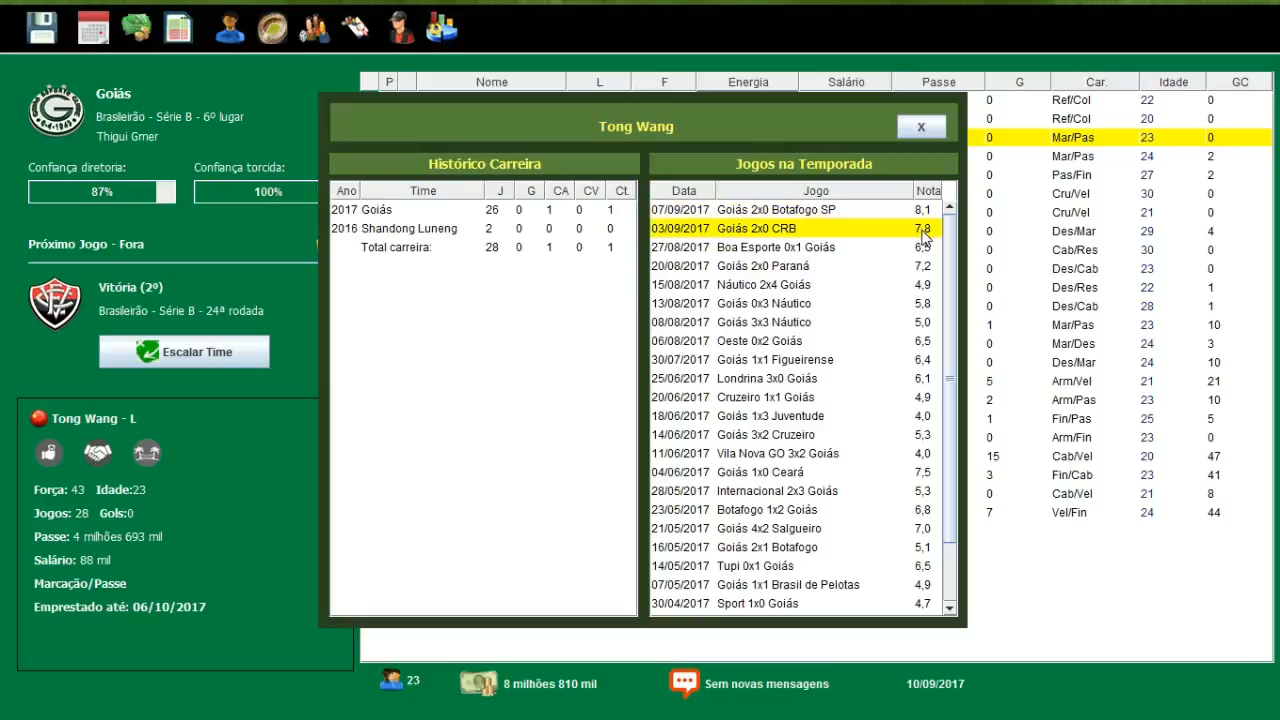 Goiás
Brasileirão - Série B - 6º lugar
Thigui Gmer
Confiança diretoria: Confiança torcida:
87% 100%
Próximo Jogo - Fora
Vitória (2º)
Brasileirão - Série B - 24ª rodada
Escalar Time
Tong Wang - L
Força: 43 Idade:23
Jogos: 28 Gols:0
Passe: 4 milhões 693 mil
Salário: 88 mil
Marcação/Passe
Emprestado até: 06/10/2017
P Nome L F Energia Salário Passe G Car. Idade GC
Tong Wang X
Histórico Carreira
Ano Time J G CA CV Ct.
2017 Goiás 26 0 1 0 1
2016 Shandong Luneng 2 0 0 0 0
Total carreira: 28 0 1 0 1
Jogos na Temporada
Data Jogo Nota
07/09/2017 Goiás 2x0 Botafogo SP 8,1
03/09/2017 Goiás 2x0 CRB 7,8
27/08/2017 Boa Esporte 0x1 Goiás
20/08/2017 Goiás 2x0 Paraná 7,2
15/08/2017 Náutico 2x4 Goiás 4,9
13/08/2017 Goiás 0x3 Náutico 5,8
08/08/2017 Goiás 3x3 Náutico 5,0
06/08/2017 Oeste 0x2 Goiás 6,5
30/07/2017 Goiás 1x1 Figueirense 6,4
25/06/2017 Londrina 3x0 Goiás 6,1
20/06/2017 Cruzeiro 1x1 Goiás 4,9
18/06/2017 Goiás 1x3 Juventude 4,0
14/06/2017 Goiás 3x2 Cruzeiro 5,3
11/06/2017 Vila Nova GO 3x2 Goiás 4,0
04/06/2017 Goiás 1x0 Ceará 7,5
28/05/2017 Internacional 2x3 Goiás 5,3
23/05/2017 Botafogo 1x2 Goiás 6,8
21/05/2017 Goiás 4x2 Salgueiro 7,0
16/05/2017 Goiás 2x1 Botafogo 5,1
14/05/2017 Tupi 0x1 Goiás 6,5
07/05/2017 Goiás 1x1 Brasil de Pelotas 4,9
30/04/2017 Sport 1x0 Goiás 4,7
0 Ref/Col 22 0
0 Ref/Col 20 0
0 Mar/Pas 23 0
0 Mar/Pas 24 2
0 Pas/Fin 27 2
0 Cru/Vel 30 0
0 Cru/Vel 21 0
0 Des/Mar 29 4
0 Cab/Res 30 0
0 Des/Cab 23 0
0 Des/Res 22 1
0 Des/Cab 28 1
1 Mar/Pas 23 10
0 Mar/Des 24 3
0 Des/Mar 24 10
5 Arm/Vel 21 21
2 Arm/Pas 23 10
1 Fin/Pas 25 5
0 Arm/Fin 23 0
15 Cab/Vel 20 47
3 Fin/Cab 23 41
0 Cab/Vel 21 8
7 Vel/Fin 24 44
23 8 milhões 810 mil Sem novas mensagens 10/09/2017